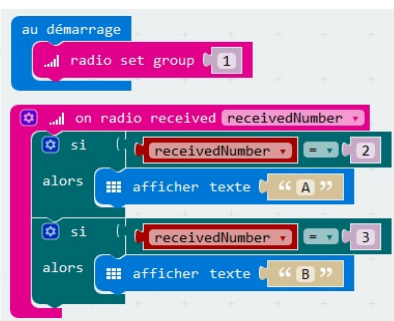 au démarrage
radio set group 1
on radio received receivedNumber
si ( receivedNumber = 2
alors afficher texte “ A ”
si ( receivedNumber = 3
alors afficher texte “ B ”